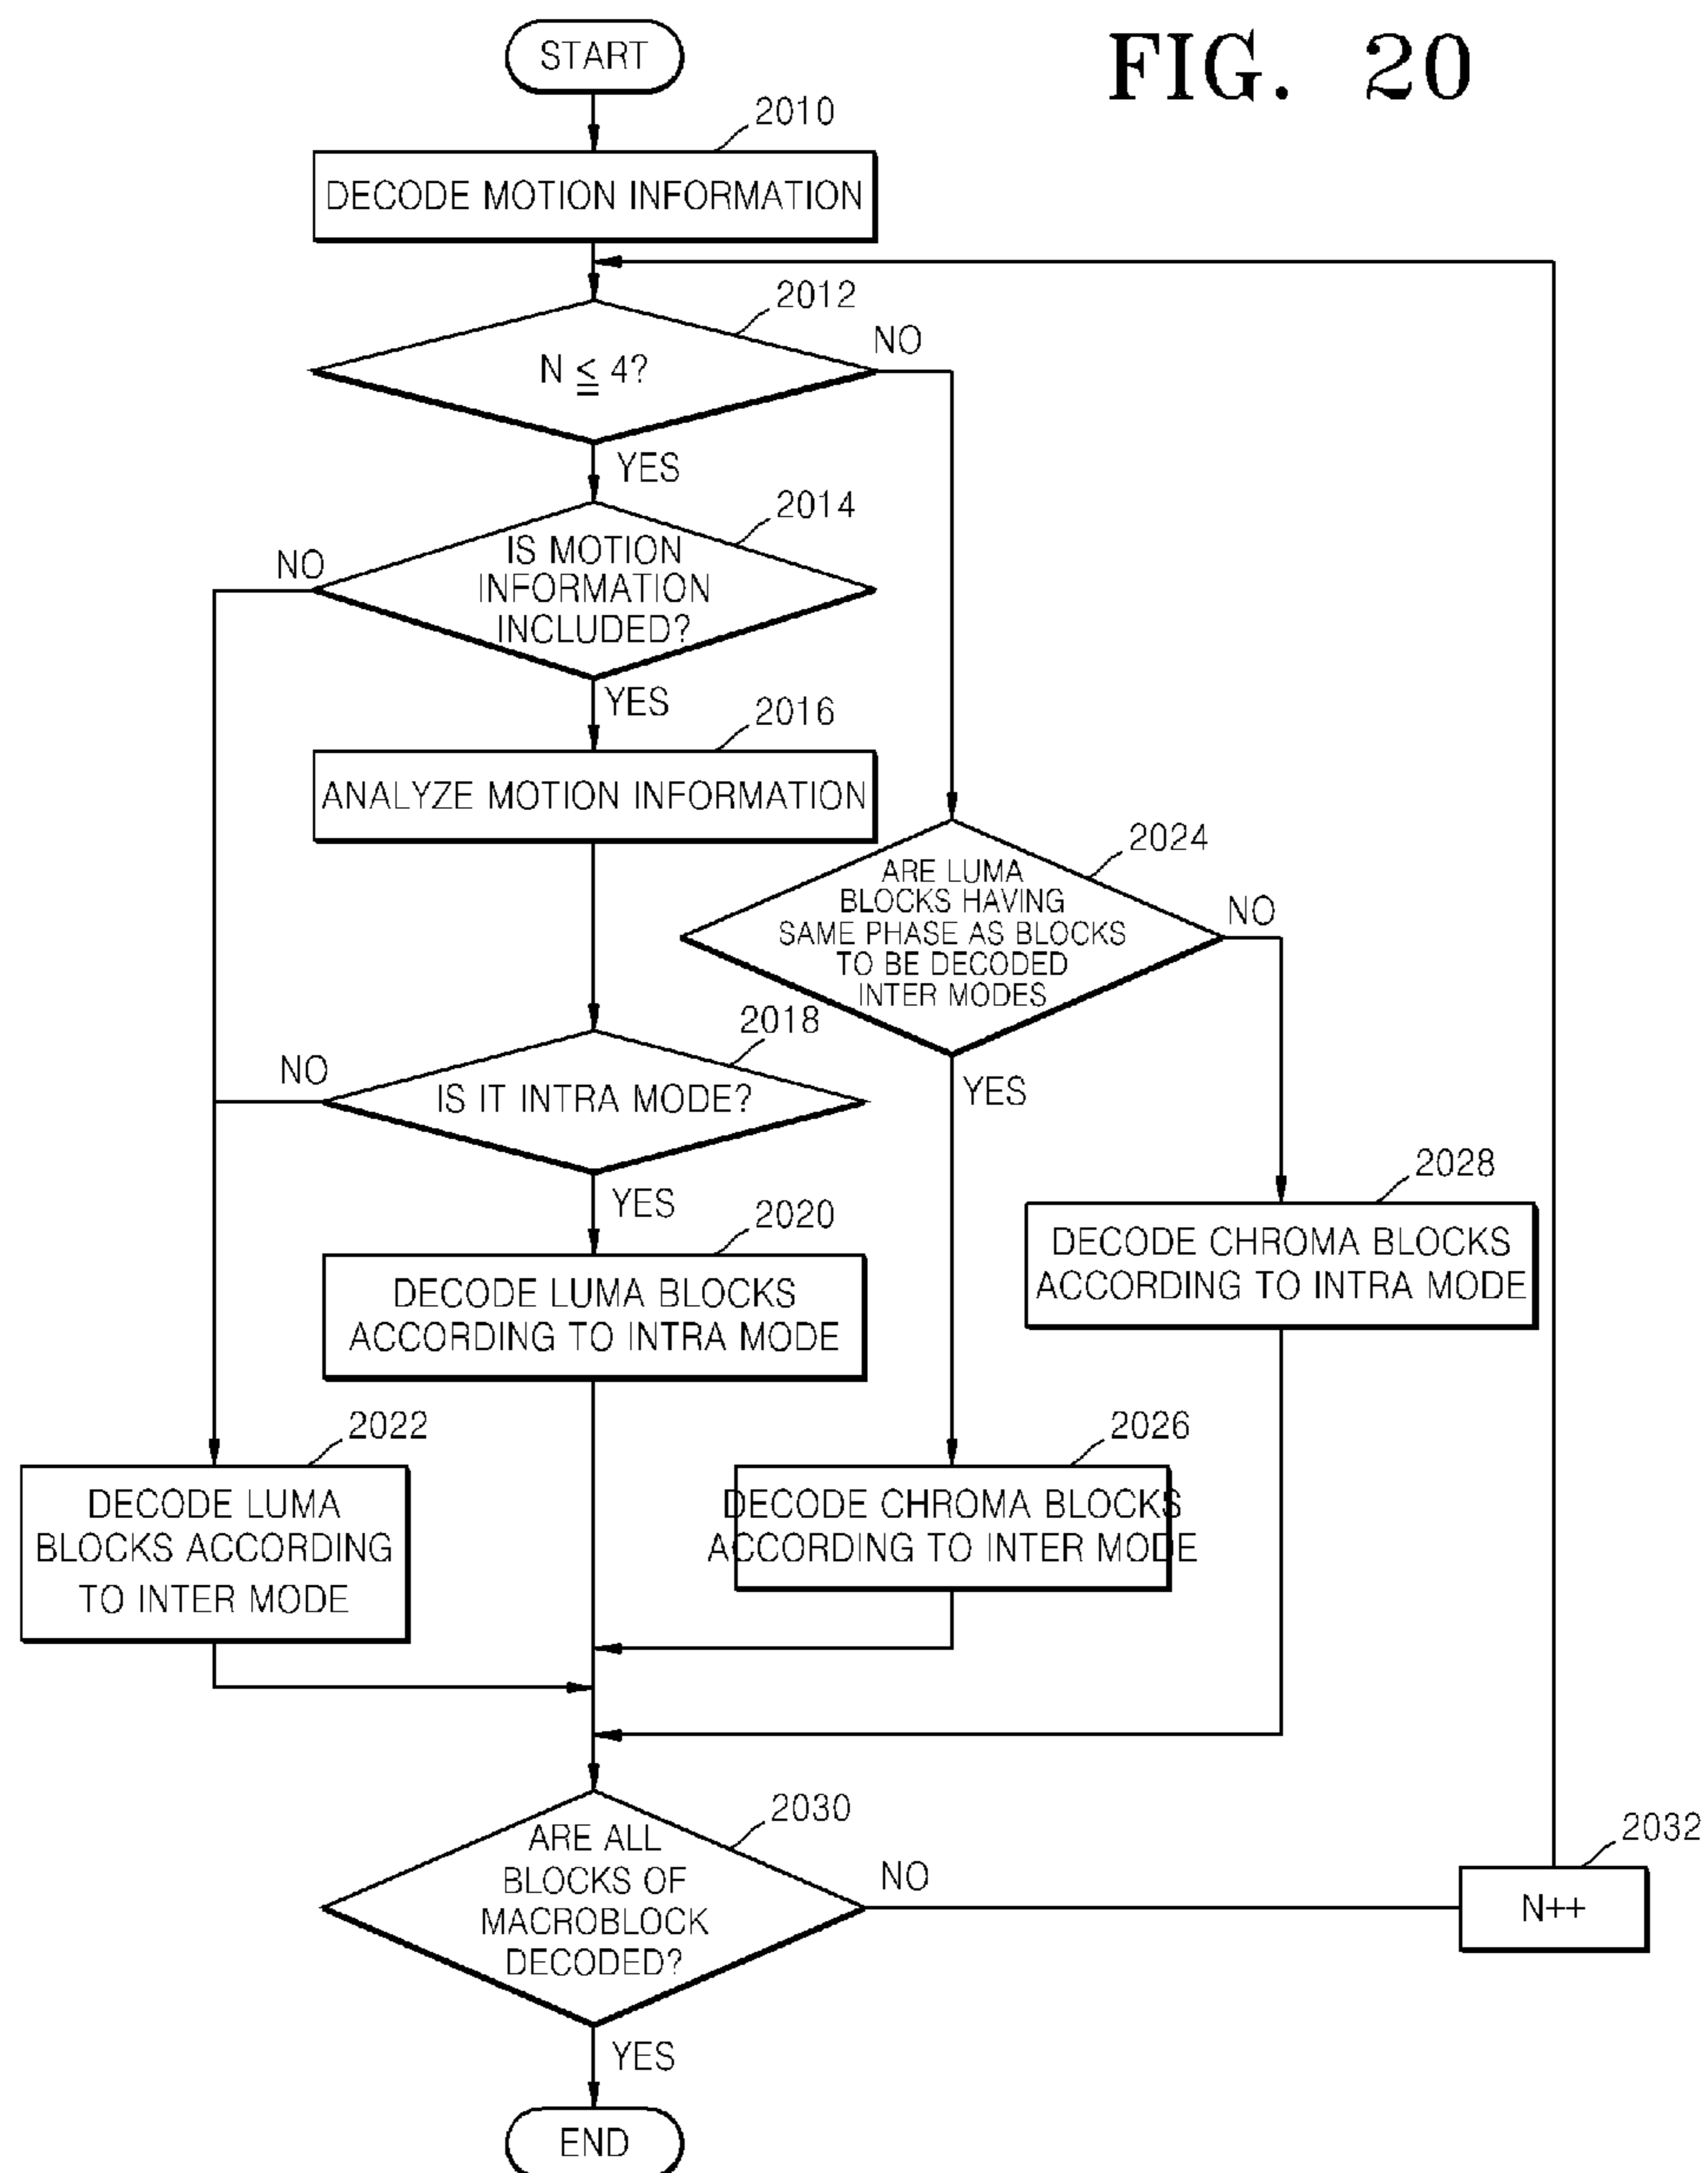 START
FIG. 20
2010
DECODE MOTION INFORMATION
2012
N ≦ 4?
NO
YES
2014
IS MOTION
INFORMATION
INCLUDED?
NO
YES
2016
ANALYZE MOTION INFORMATION
2024
ARE LUMA
BLOCKS HAVING
SAME PHASE AS BLOCKS
TO BE DECODED
INTER MODES
NO
YES
2018
IS IT INTRA MODE?
NO
YES
2028
DECODE CHROMA BLOCKS
ACCORDING TO INTRA MODE
2020
DECODE LUMA BLOCKS
ACCORDING TO INTRA MODE
2022
DECODE LUMA
BLOCKS ACCORDING
TO INTER MODE
2026
DECODE CHROMA BLOCKS
ACCORDING TO INTER MODE
2030
ARE ALL
BLOCKS OF
MACROBLOCK
DECODED?
NO
2032
N++
YES
END